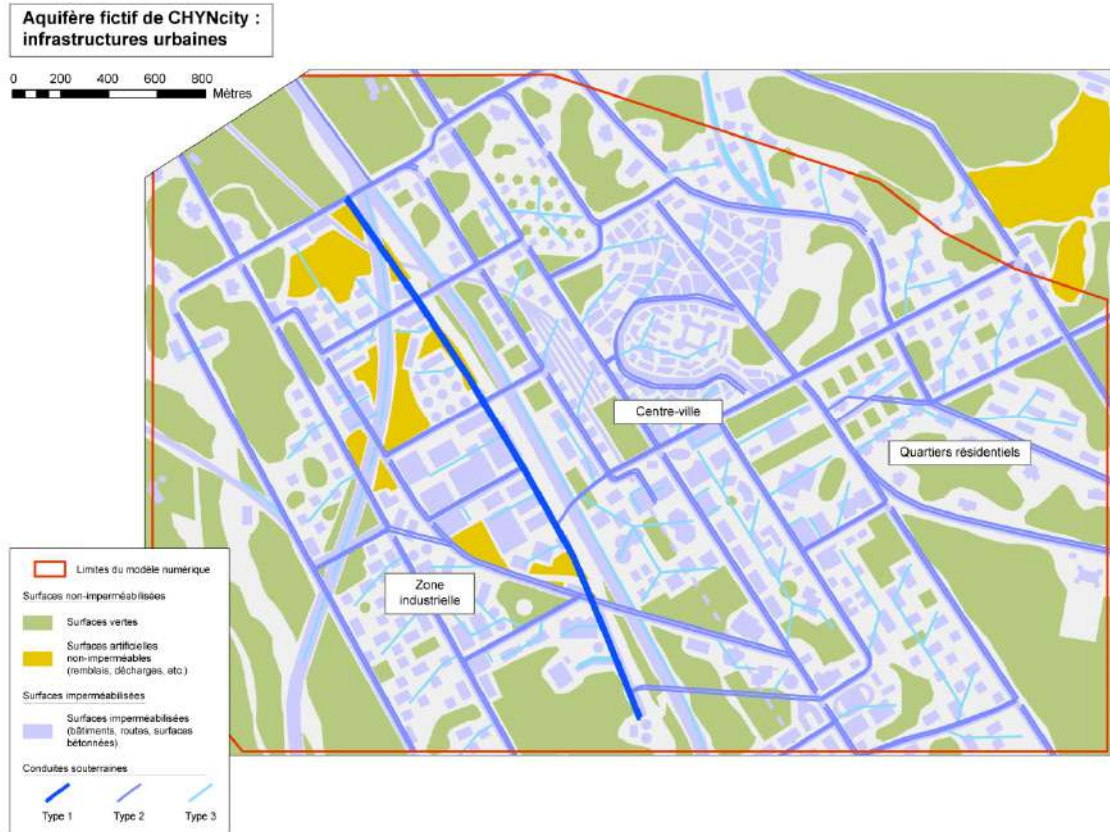 Aquifère fictif de CHYNcity :
infrastructures urbaines
0 200 400 600 800
Mètres
Centre-ville
Quartiers résidentiels
Zone
industrielle
Limites du modèle numérique
Surfaces non-imperméabilisées
Surfaces vertes
Surfaces artificielles
non-imperméables
(remblais, décharges, etc.)
Surfaces imperméabilisées
Surfaces imperméabilisées
(bâtiments, routes, surfaces
bétonnées)
Conduites souterraines
Type 1 Type 2 Type 3